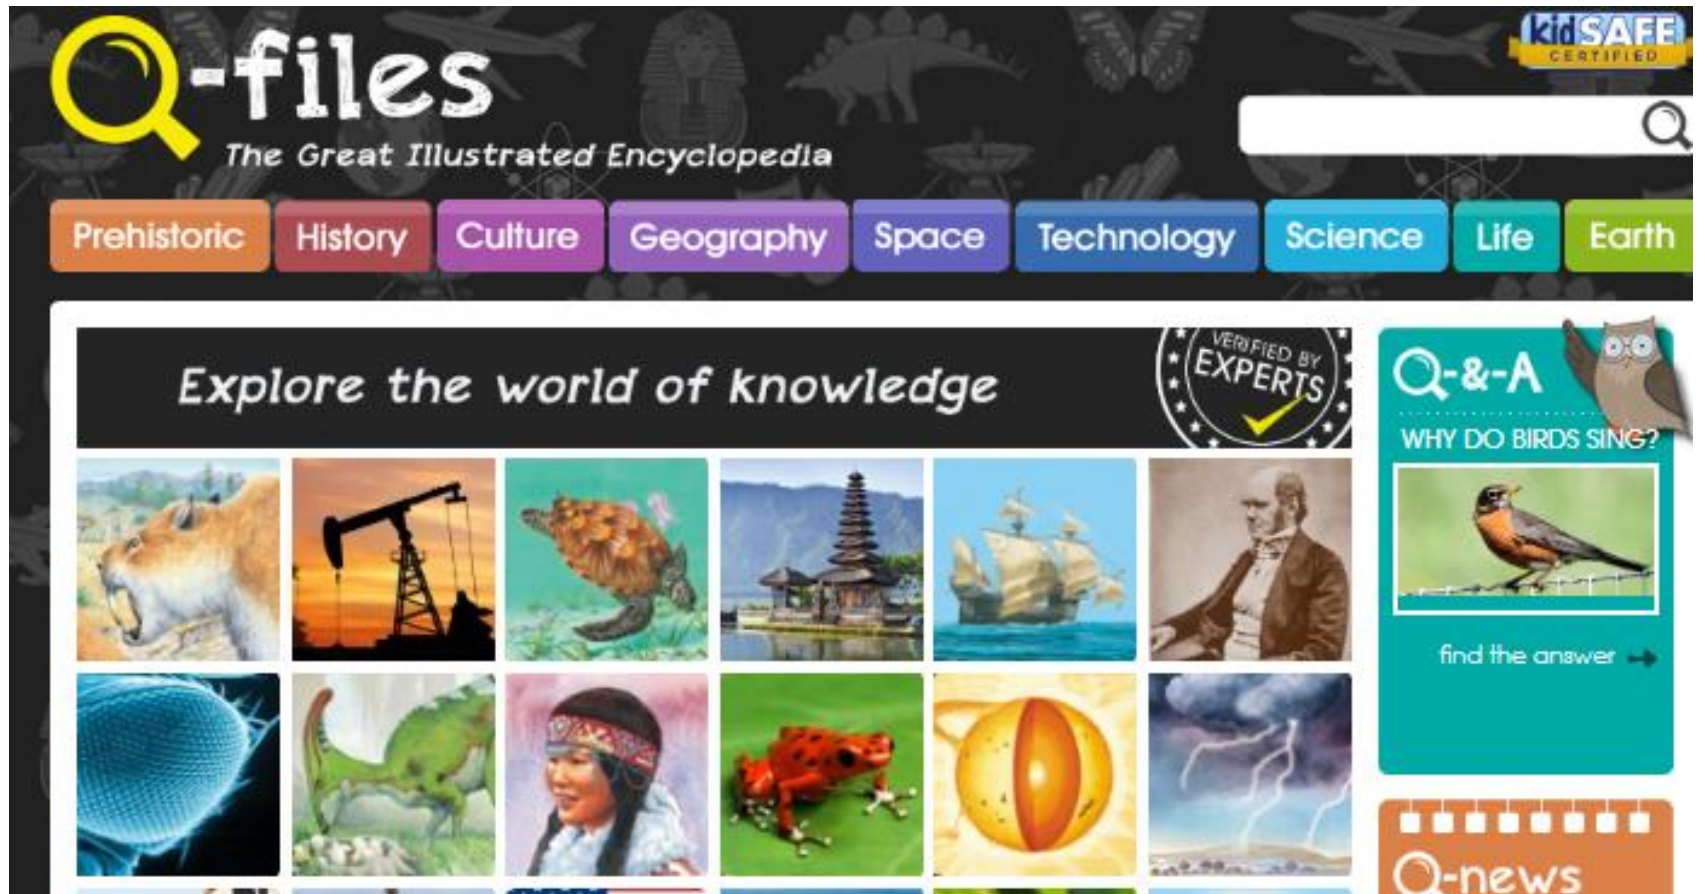 Q-files
The Great Illustrated Encyclopedia
kidSAFE
CERTIFIED
Prehistoric
History
Culture
Geography
Space
Technology
Science
Life
Earth
Explore the world of knowledge
VERIFIED BY
EXPERTS
Q-&-A
WHY DO BIRDS SING?
find the answer
Q-news